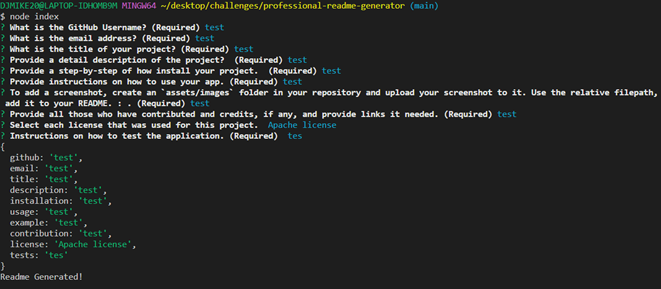 DJMIKE20@LAPTOP-IDHOMB9M MINGW64 ~/desktop/challenges/professional-readme-generator (main)
$ node index
? What is the GitHub Username? (Required) test
? What is the email address? (Required) test
? What is the title of your project? (Required) test
? Provide a detail description of the project?  (Required) test
? Provide a step-by-step of how install your project.  (Required) test
? Provide instructions on how to use your app. (Required) test
? To add a screenshot, create an `assets/images` folder in your repository and upload your screenshot to it. Use the relative filepath,
 add it to your README. : . (Required) test
? Provide all those who have contributed and credits, if any, and provide links it needed. (Required) test
? Select each license that was used for this project.  Apache license
? Instructions on how to test the application. (Required)  tes
{
  github: 'test',
  email: 'test',
  title: 'test',
  description: 'test',
  installation: 'test',
  usage: 'test',
  example: 'test',
  contribution: 'test',
  license: 'Apache license',
  tests: 'tes'
}
Readme Generated!